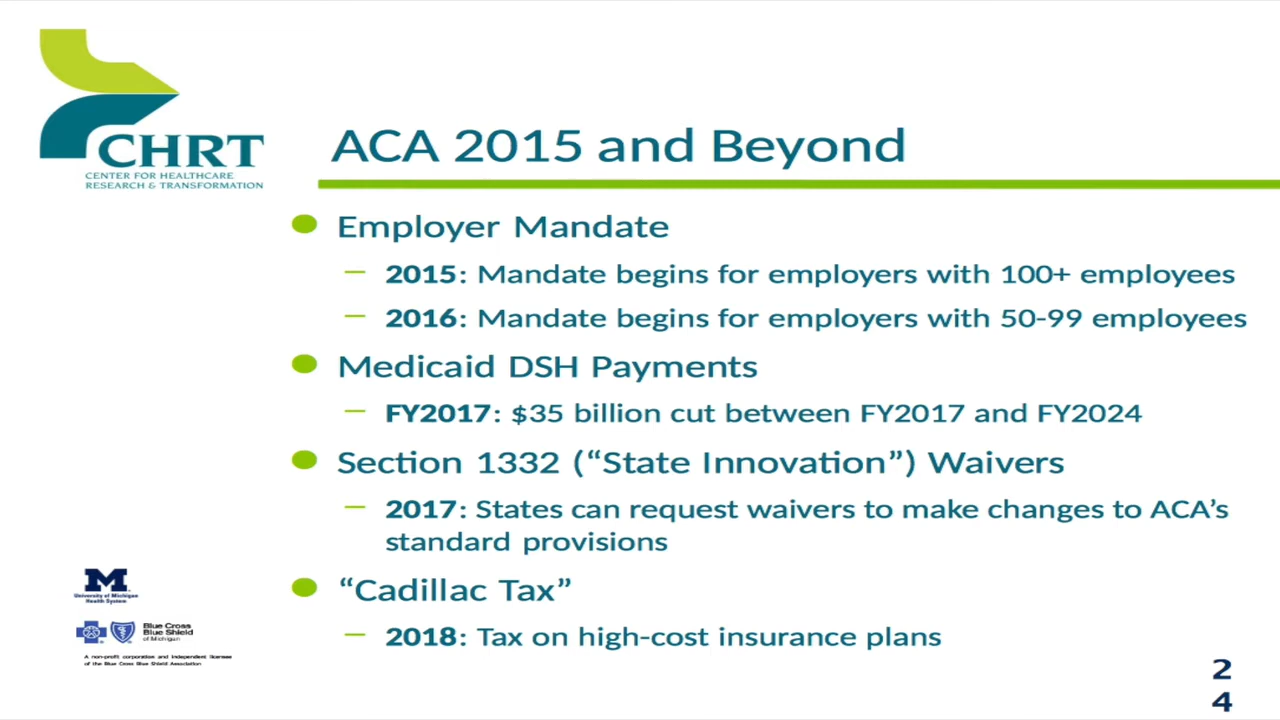 CHRT
CENTER FOR HEALTHCARE
RESEARCH & TRANSFORMATION
ACA 2015 and Beyond
Employer Mandate
– 2015: Mandate begins for employers with 100+ employees
– 2016: Mandate begins for employers with 50-99 employees
Medicaid DSH Payments
– FY2017: $35 billion cut between FY2017 and FY2024
Section 1332 (“State Innovation”) Waivers
– 2017: States can request waivers to make changes to ACA’s
standard provisions
“Cadillac Tax”
– 2018: Tax on high-cost insurance plans
M
University of Michigan
Health System
Blue Cross
Blue Shield
of Michigan
A non-profit corporation and independent licensee
of the Blue Cross Blue Shield Association
2
4